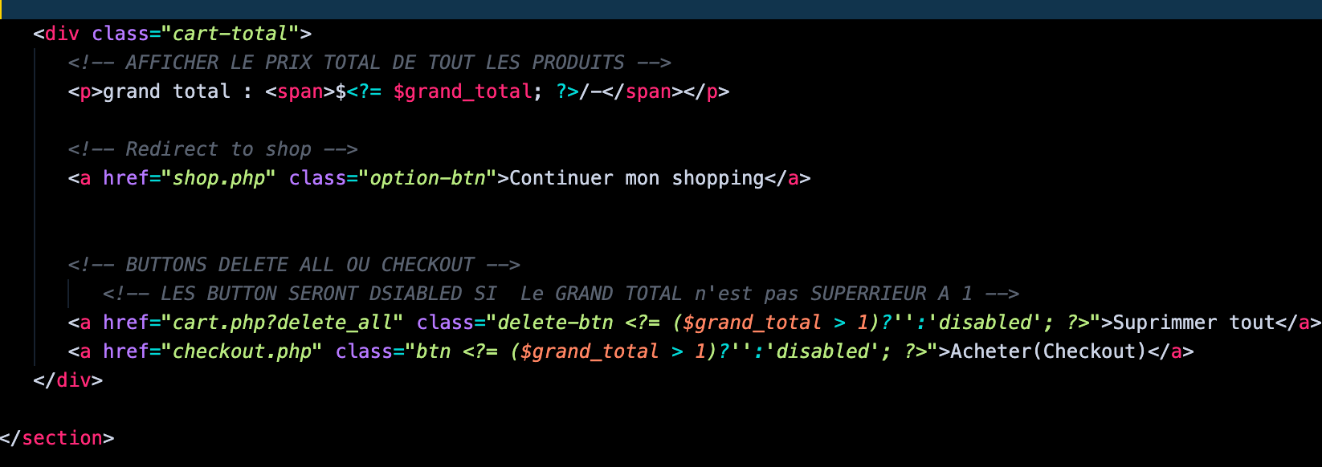 <div class="cart-total">
<!-- AFFICHER LE PRIX TOTAL DE TOUT LES PRODUITS -->
<p>grand total : <span>$<?= $grand_total; ?>/-</span></p>
<!-- Redirect to shop -->
<a href="shop.php" class="option-btn">Continuer mon shopping</a>
<!-- BUTTONS DELETE ALL OU CHECKOUT -->
<!-- LES BUTTON SERONT DSIABLED SI  Le GRAND TOTAL n'est pas SUPERRIEUR A 1 -->
<a href="cart.php?delete_all" class="delete-btn <?= ($grand_total > 1)?'':'disabled'; ?>">Suprimmer tout</a>
<a href="checkout.php" class="btn <?= ($grand_total > 1)?'':'disabled'; ?>">Acheter(Checkout)</a>
</div>
</section>